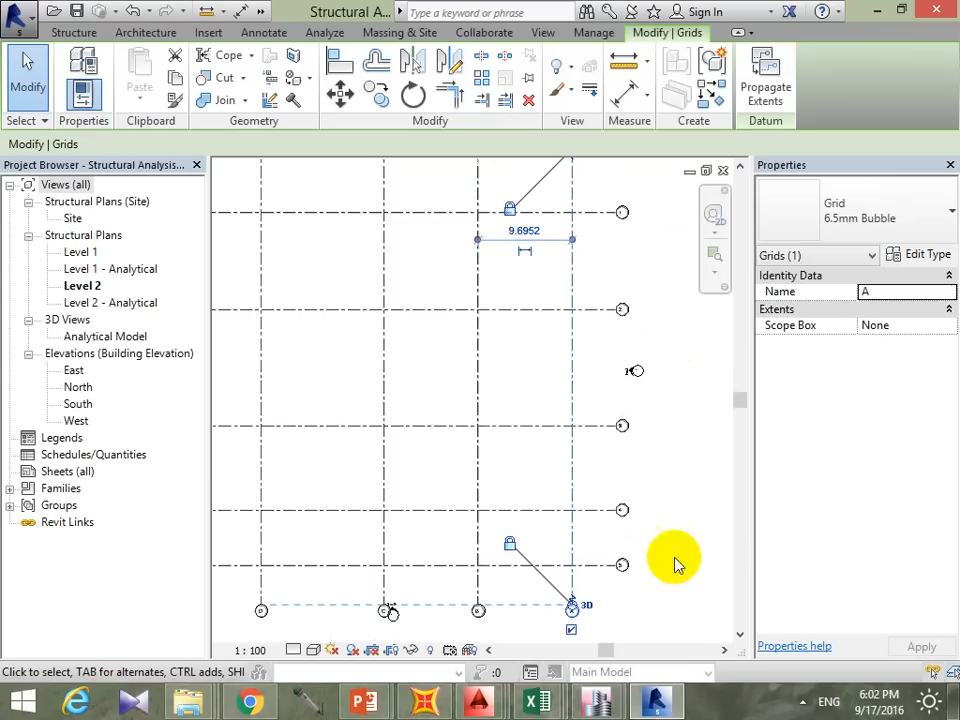 Structural A...
Type a keyword or phrase
Sign In
Structure
Architecture
Insert
Annotate
Analyze
Massing & Site
Collaborate
View
Manage
Modify | Grids
Modify
Select
Properties
Paste
Clipboard
Cope
Cut
Join
Geometry
Modify
View
Measure
Create
Propagate
Extents
Datum
Modify | Grids
Project Browser - Structural Analysis...
Views (all)
Structural Plans (Site)
Site
Structural Plans
Level 1
Level 1 - Analytical
Level 2
Level 2 - Analytical
3D Views
Analytical Model
Elevations (Building Elevation)
East
North
South
West
Legends
Schedules/Quantities
Sheets (all)
Families
Groups
Revit Links
9.6952
2D
3D
Properties
Grid
6.5mm Bubble
Grids (1)
Edit Type
Identity Data
Name
A
Extents
Scope Box
None
Properties help
Apply
1 : 100
Click to select, TAB for alternates, CTRL adds, SHI
:0
Main Model
ENG
6:02 PM
9/17/2016